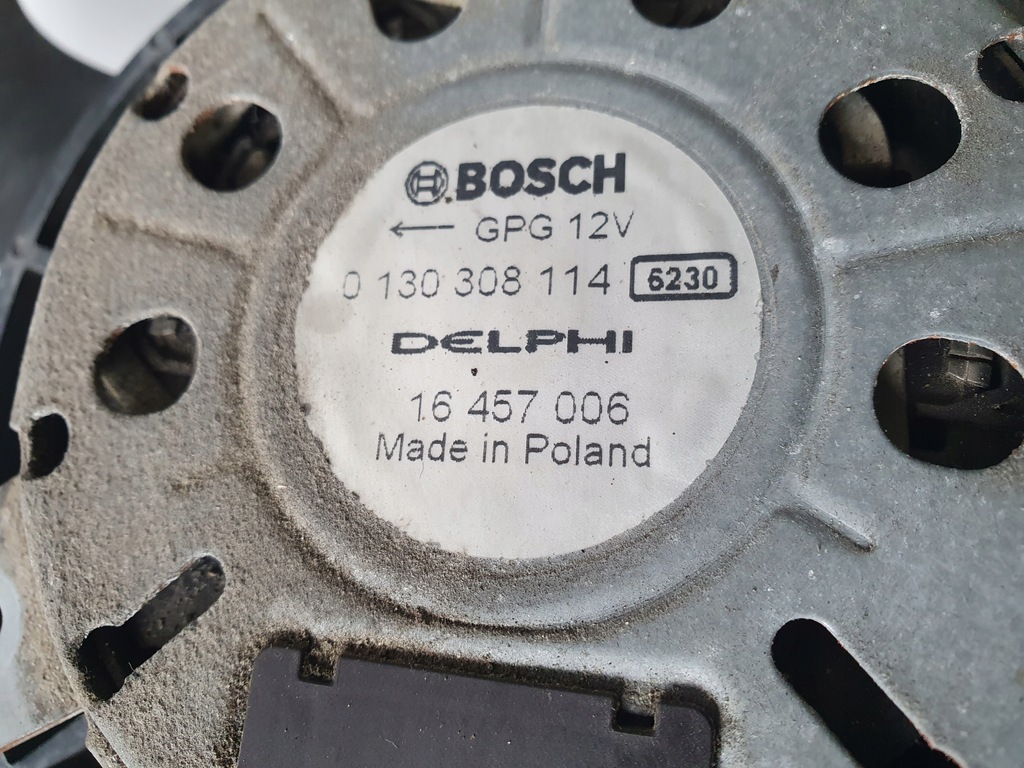 BOSCH
← GPG 12V
0 130 308 114 6230
DELPHI
16 457 006
Made in Poland